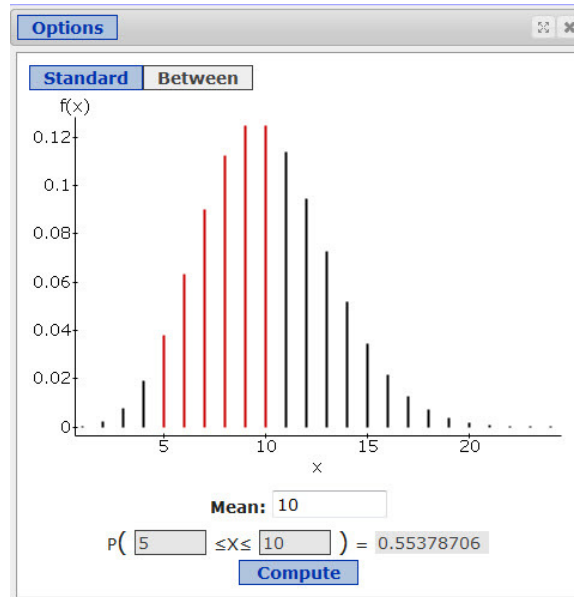 Options
Standard Between
f(x)
0.12
0.1
0.08
0.06
0.04
0.02
0
5 10 15 20
x
Mean: 10
P( 5 ≤X≤ 10 ) = 0.55378706
Compute